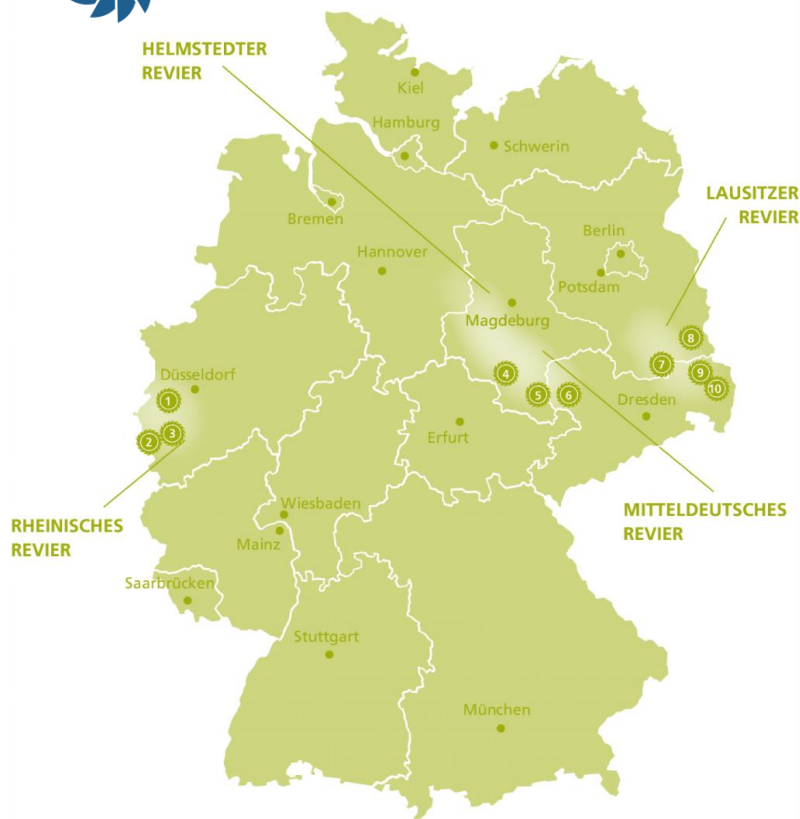 HELMSTEDTER
REVIER
Kiel
Hamburg
Schwerin
LAUSITZER
REVIER
Bremen
Berlin
Hannover
Potsdam
Magdeburg
8
7
9
10
4
5
6
Düsseldorf
1
Dresden
3
2
Erfurt
Wiesbaden
MITTELDEUTSCHES
REVIER
RHEINISCHES
REVIER
Mainz
Saarbrücken
Stuttgart
München